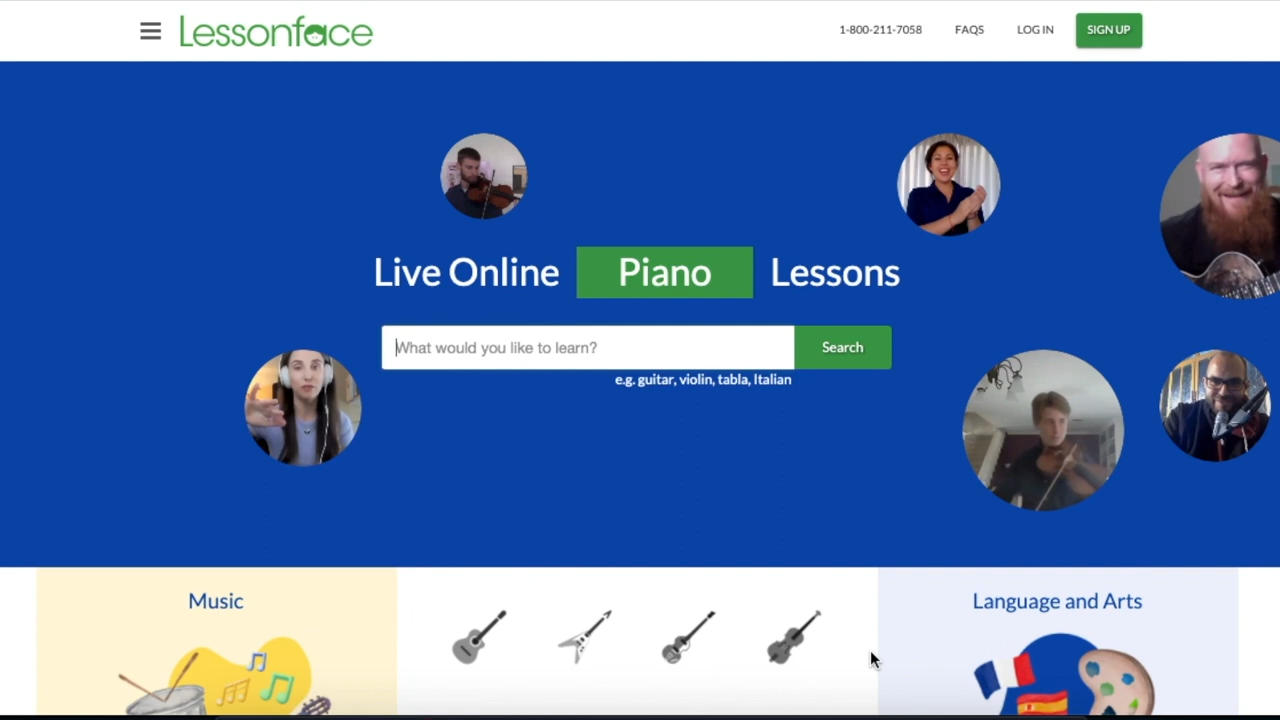 Lessonface
1-800-211-7058
FAQS
LOG IN
SIGN UP
Live Online Piano Lessons
What would you like to learn?
Search
e.g. guitar, violin, tabla, Italian
Music
Language and Arts